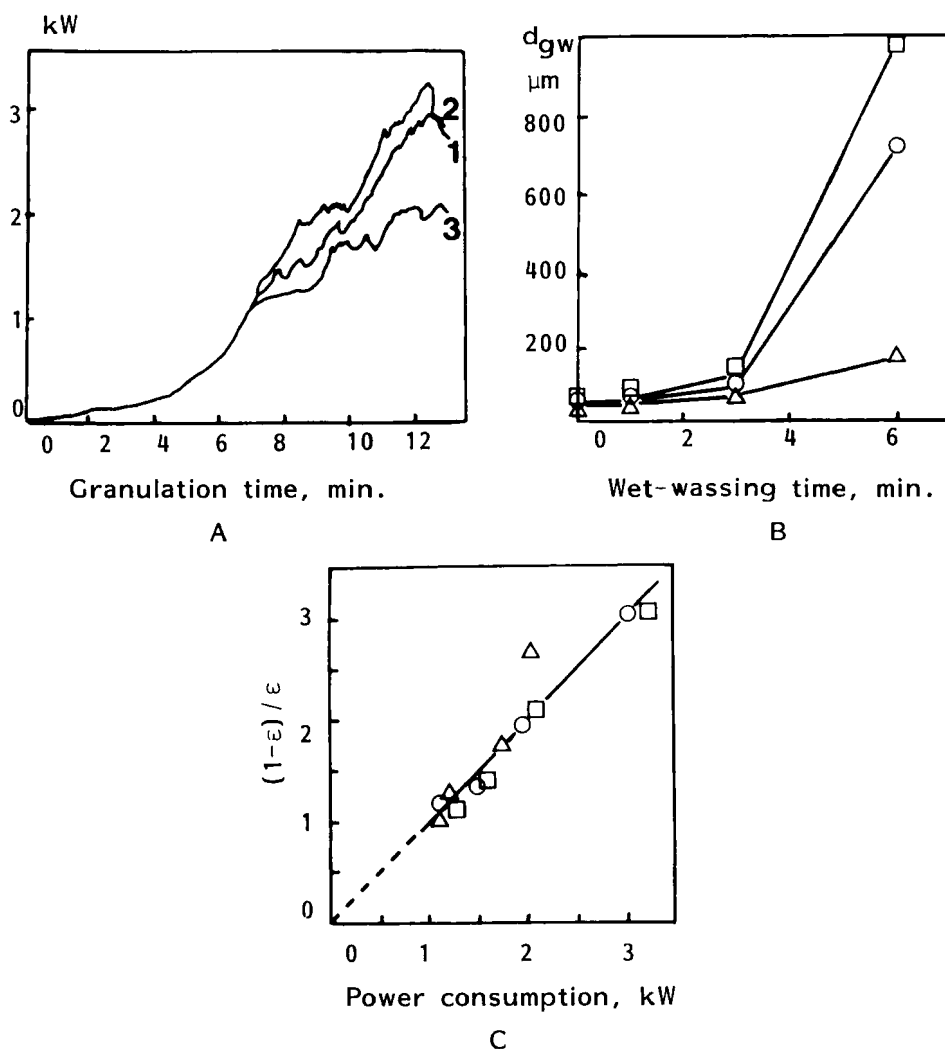 kW
3
2
1
0
2
1
3
0 2 4 6 8 10 12
Granulation time, min.
A
dgw
μm
800
600
400
200
0 2 4 6
Wet-wassing time, min.
B
(1-ε)/ε
3
2
1
0
0 1 2 3
Power consumption, kW
C